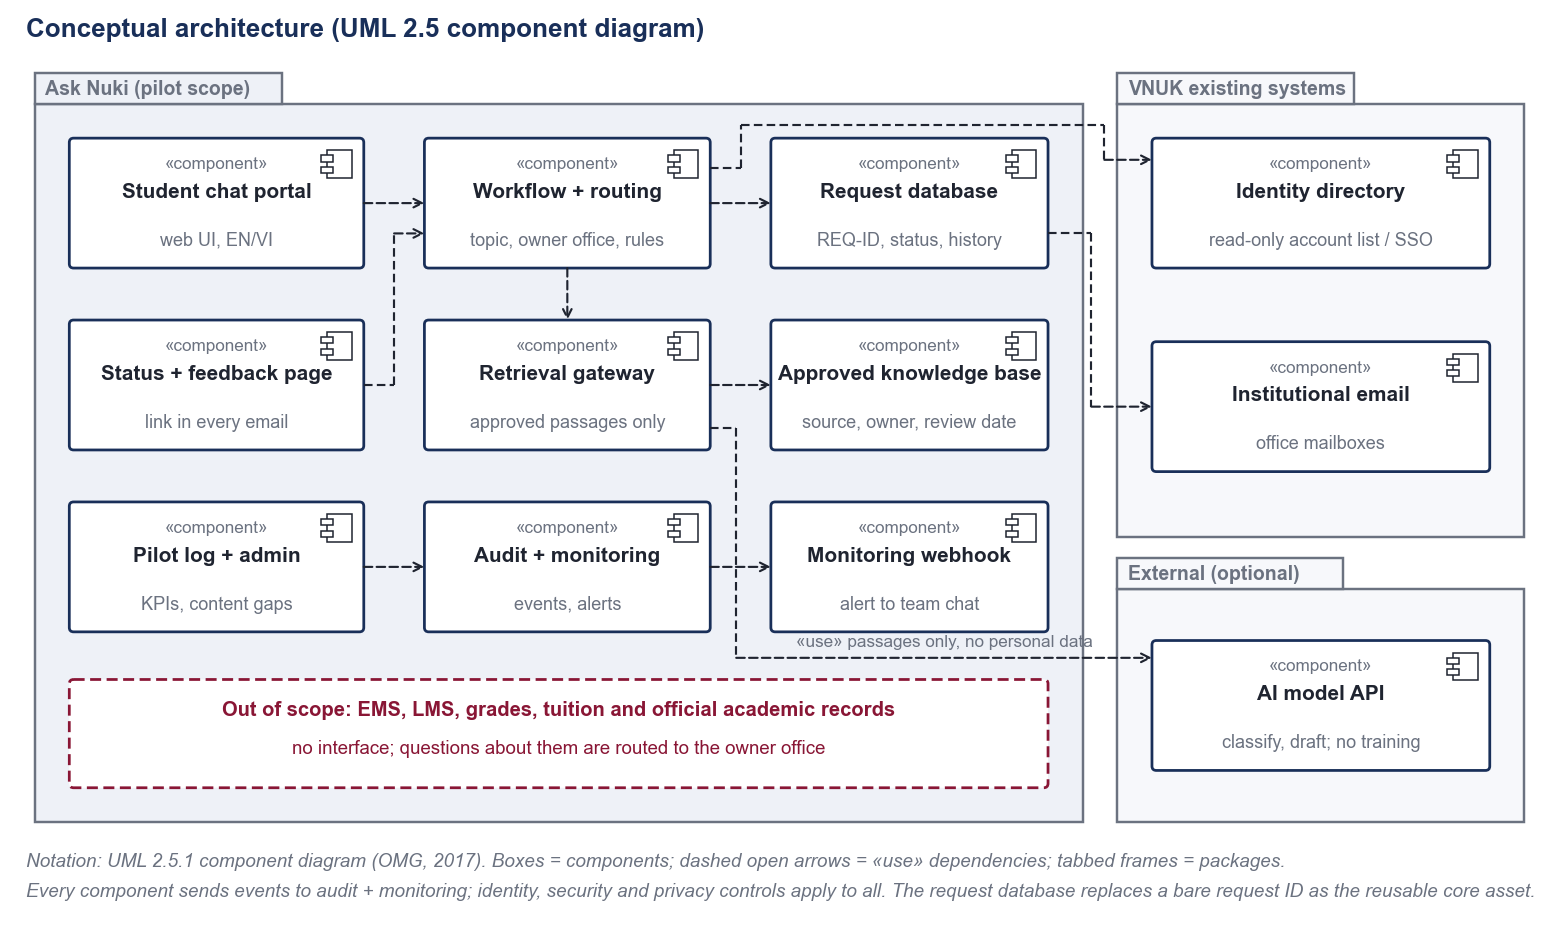 Conceptual architecture (UML 2.5 component diagram)
Ask Nuki (pilot scope)
VNUK existing systems
«component»
Student chat portal
web UI, EN/VI
«component»
Workflow + routing
topic, owner office, rules
«component»
Request database
REQ-ID, status, history
«component»
Identity directory
read-only account list / SSO
«component»
Status + feedback page
link in every email
«component»
Retrieval gateway
approved passages only
«component»
Approved knowledge base
source, owner, review date
«component»
Institutional email
office mailboxes
«component»
Pilot log + admin
KPIs, content gaps
«component»
Audit + monitoring
events, alerts
«component»
Monitoring webhook
alert to team chat
External (optional)
«use» passages only, no personal data
«component»
AI model API
classify, draft; no training
Out of scope: EMS, LMS, grades, tuition and official academic records
no interface; questions about them are routed to the owner office
Notation: UML 2.5.1 component diagram (OMG, 2017). Boxes = components; dashed open arrows = «use» dependencies; tabbed frames = packages.
Every component sends events to audit + monitoring; identity, security and privacy controls apply to all. The request database replaces a bare request ID as the reusable core asset.